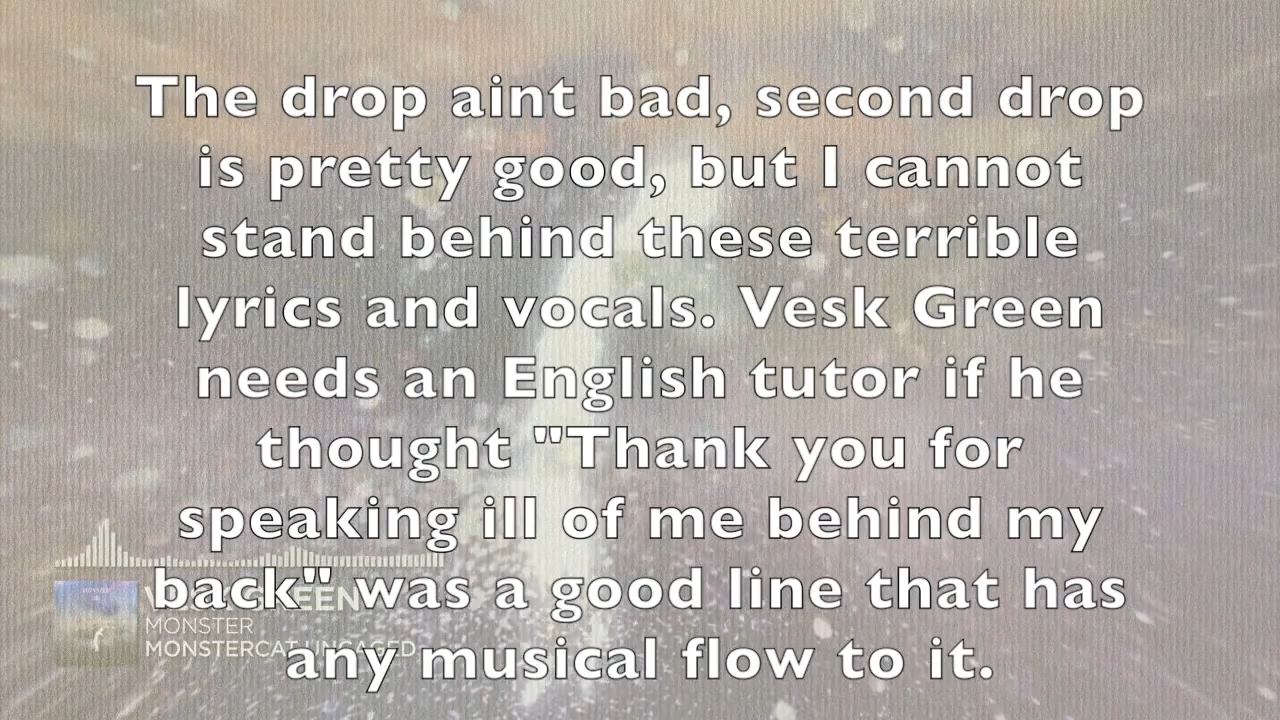 The drop aint bad, second drop
is pretty good, but I cannot
stand behind these terrible
lyrics and vocals. Vesk Green
needs an English tutor if he
thought "Thank you for
speaking ill of me behind my
back" was a good line that has
any musical flow to it.
MONSTER
MONSTERCAT UNCAGED